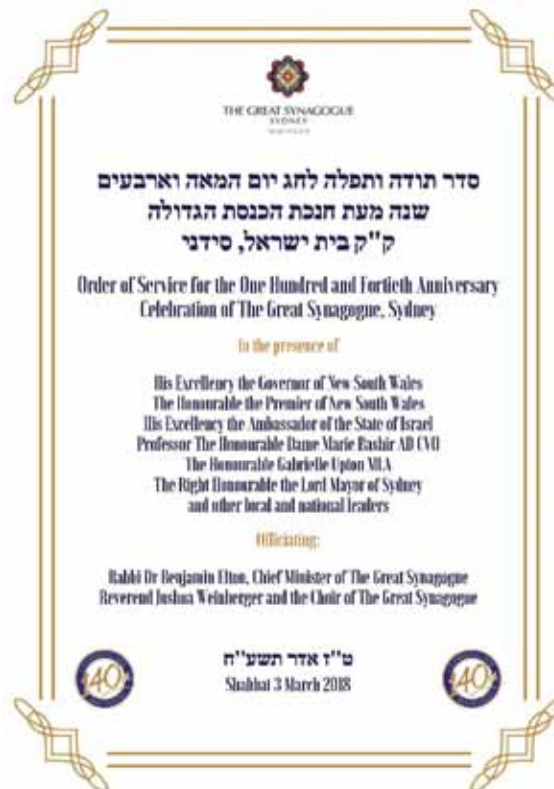 THE GREAT SYNAGOGUE
SYDNEY
סדר תודה ותפלה לחג יום המאה וארבעים
שנה מעת חנכת הכנסת הגדולה
ק"ק בית ישראל, סידני
Order of Service for the One Hundred and Fortieth Anniversary
Celebration of The Great Synagogue, Sydney
In the presence of
His Excellency the Governor of New South Wales
The Honourable the Premier of New South Wales
His Excellency the Ambassador of the State of Israel
Professor The Honourable Dame Marie Bashir AD CVO
The Honourable Gabrielle Upton MLA
The Right Honourable the Lord Mayor of Sydney
and other local and national leaders
Officiating:
Rabbi Dr Benjamin Elton, Chief Minister of The Great Synagogue
Reverend Joshua Weinberger and the Choir of The Great Synagogue
ט"ז אדר תשע"ח
Shabbat 3 March 2018
140
140